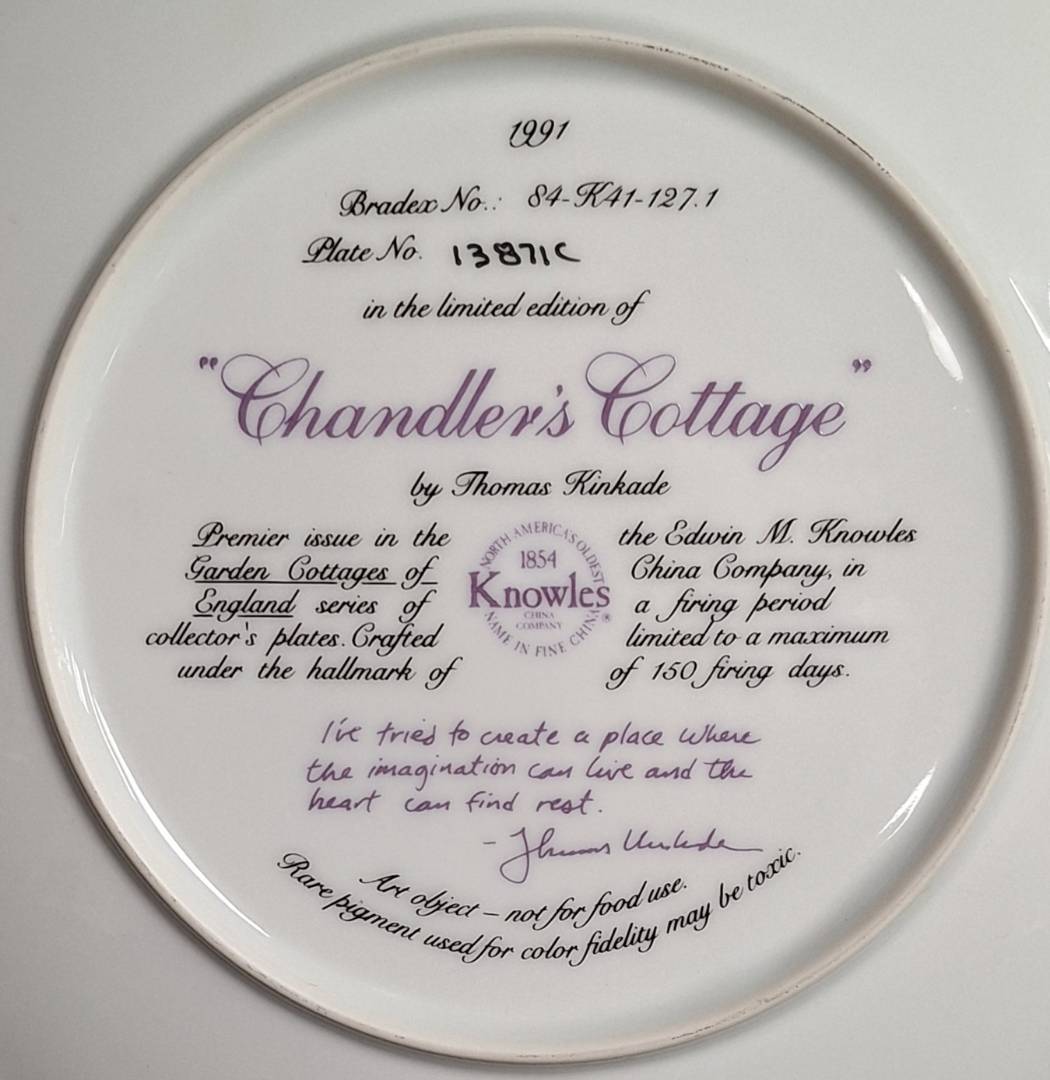 1991
Bradex No.: 84-K41-127.1
Plate No. 13871C
in the limited edition of
"Chandler's Cottage"
by Thomas Kinkade
Premier issue in the
Garden Cottages of
England series of
collector's plates. Crafted
under the hallmark of
NORTH AMERICA'S OLDEST
1854
Knowles
CHINA
COMPANY
NAME IN FINE CHINA
®
the Edwin M. Knowles
China Company, in
a firing period
limited to a maximum
of 150 firing days.
I've tried to create a place where
the imagination can live and the
heart can find rest.
- Thomas Kinkade
Art object – not for food use.
Rare pigment used for color fidelity may be toxic.